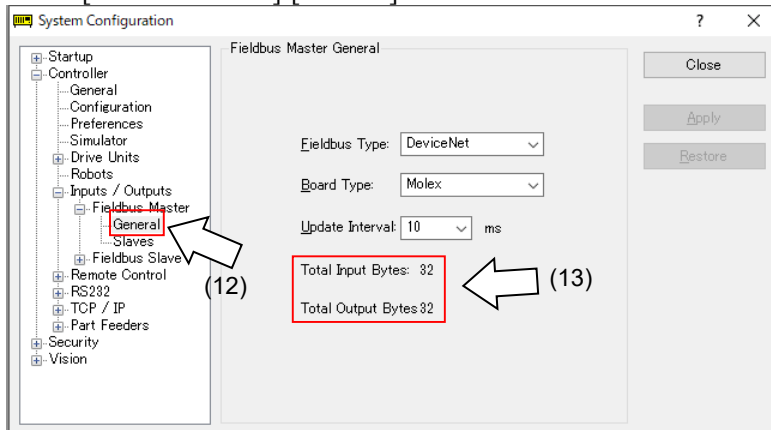 System Configuration
? ×
Startup
Controller
General
Configuration
Preferences
Simulator
Drive Units
Robots
Inputs / Outputs
Fieldbus Master
General
Slaves
Fieldbus Slave
Remote Control
RS232
TCP / IP
Part Feeders
Security
Vision
(12)
Fieldbus Master General
Fieldbus Type: DeviceNet
Board Type: Molex
Update Interval: 10 ms
Total Input Bytes: 32
Total Output Bytes 32
(13)
Close
Apply
Restore